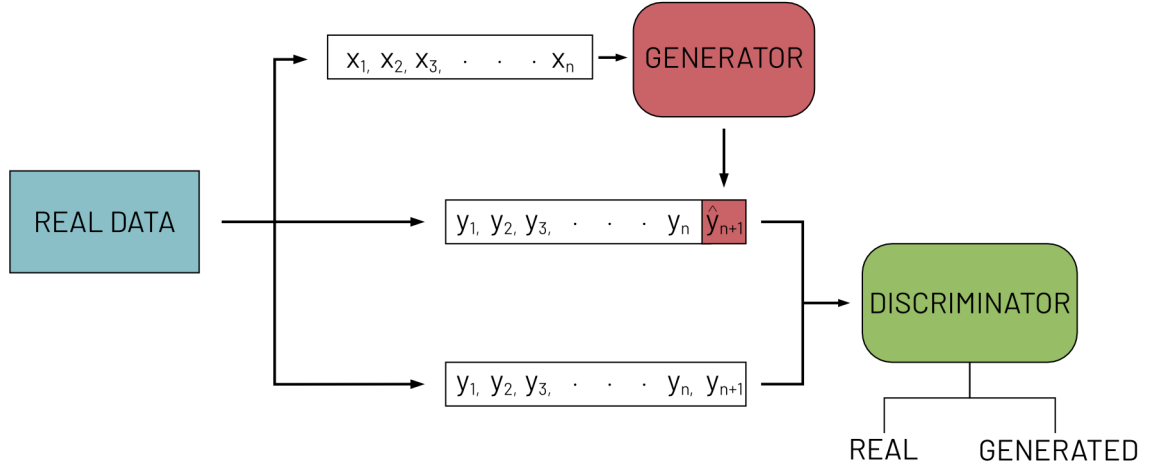 x₁, x₂, x₃, · · · xₙ
GENERATOR
REAL DATA
y₁, y₂, y₃, · · · yₙ ŷₙ₊₁
DISCRIMINATOR
y₁, y₂, y₃, · · · yₙ, yₙ₊₁
REAL
GENERATED